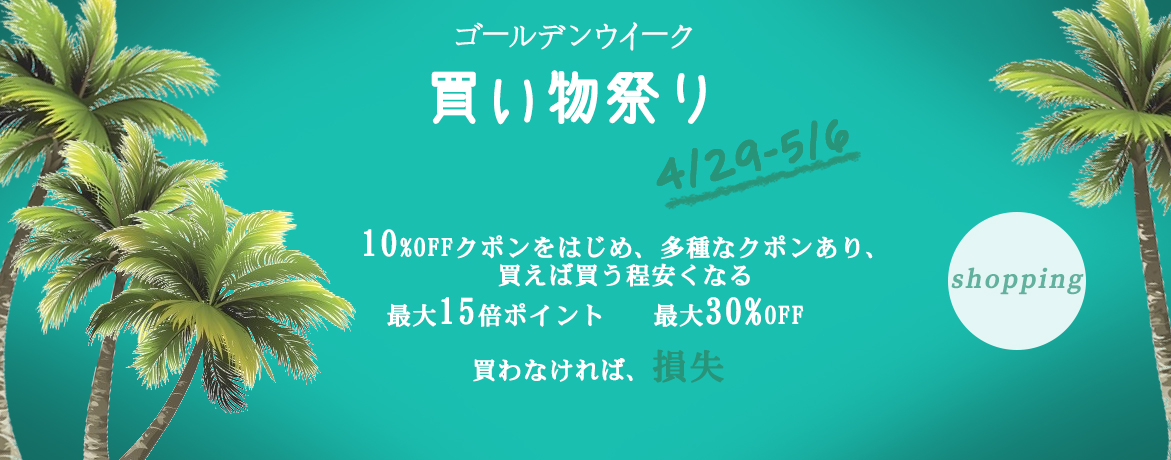 ゴールデンウイーク
買い物祭り
4/29-5/6
10%OFFクポンをはじめ、多種なクポンあり、
買えば買う程安くなる
最大15倍ポイント 最大30%OFF
shopping
買わなければ、損失